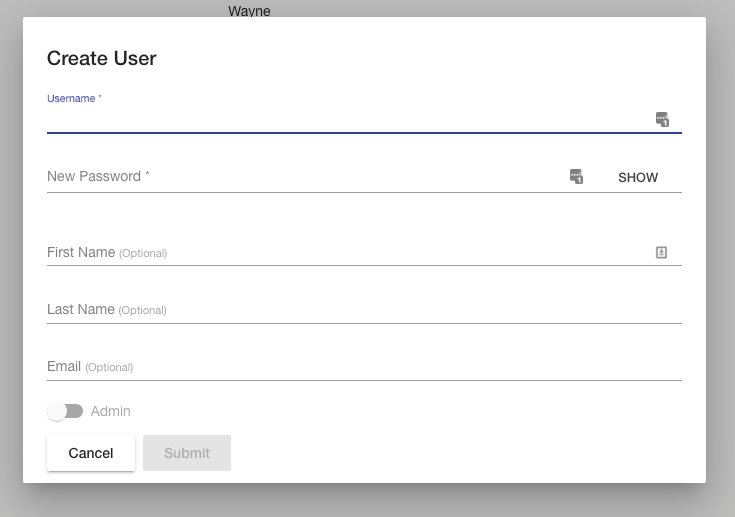 Wayne
Create User
Username *
New Password *
SHOW
First Name (Optional)
Last Name (Optional)
Email (Optional)
Admin
Cancel
Submit